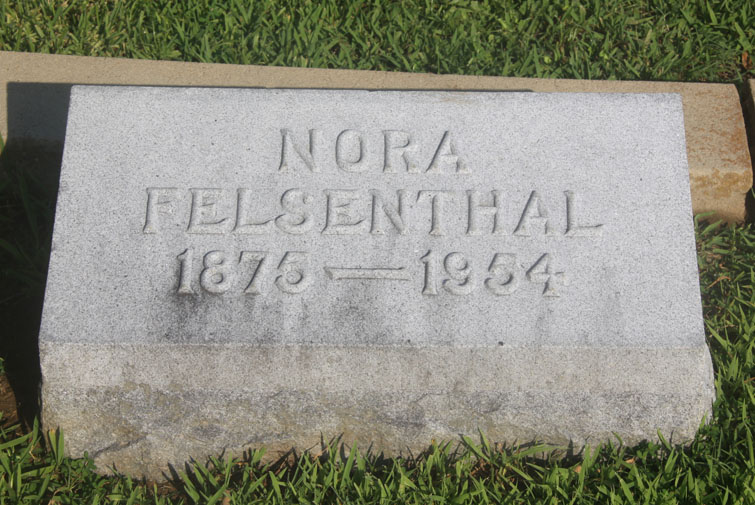 NORA
FELSENTHAL
1875 — 1954